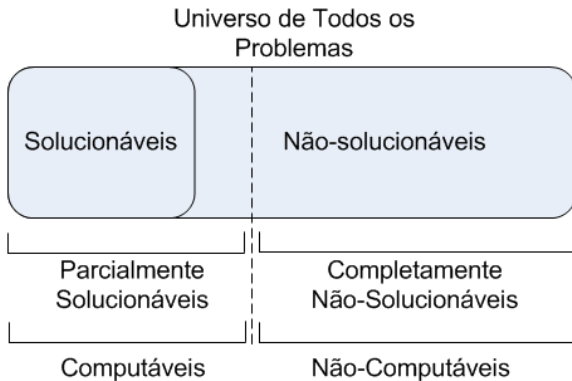 Universo de Todos os
Problemas
Solucionáveis
Não-solucionáveis
Parcialmente
Solucionáveis
Completamente
Não-Solucionáveis
Computáveis
Não-Computáveis